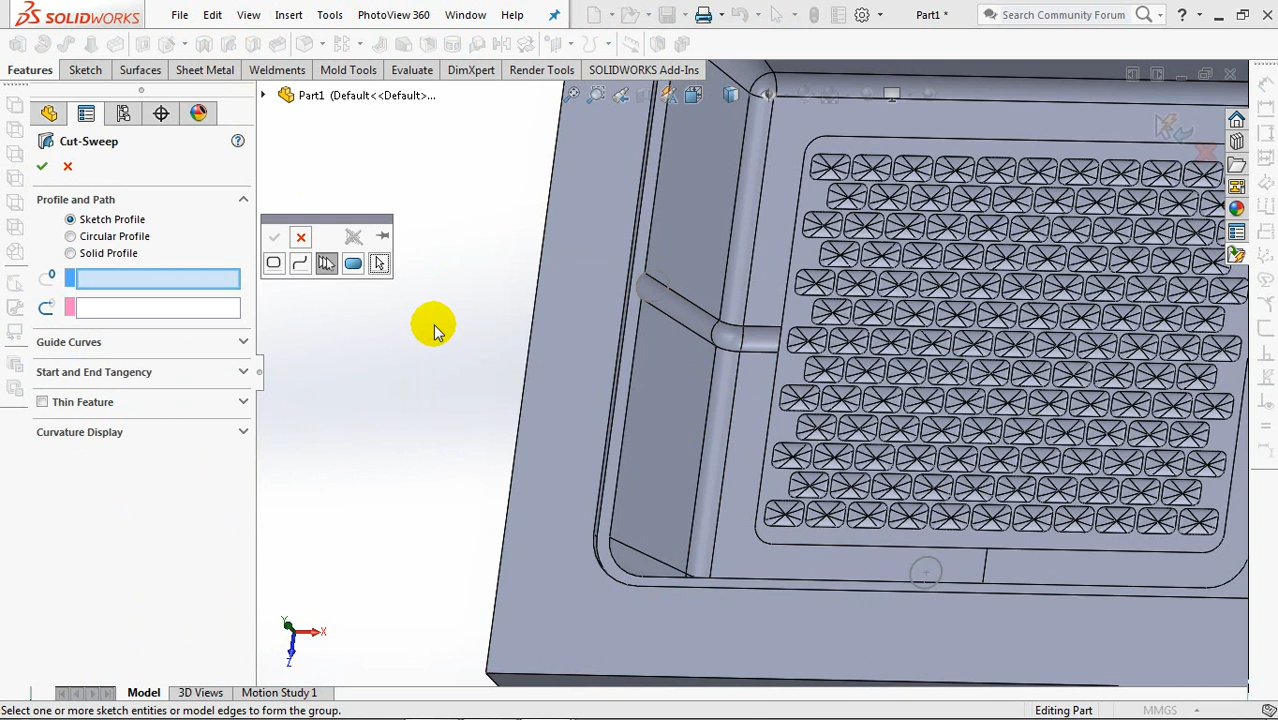 SOLIDWORKS File Edit View Insert Tools PhotoView 360 Window Help Part1 * Search Community Forum ?
Features Sketch Surfaces Sheet Metal Weldments Mold Tools Evaluate DimXpert Render Tools SOLIDWORKS Add-Ins
Part1 (Default<<Default>...
Cut-Sweep ?
Profile and Path
Sketch Profile
Circular Profile
Solid Profile
Guide Curves
Start and End Tangency
Thin Feature
Curvature Display
Y
X
Z
Model 3D Views Motion Study 1
Select one or more sketch entities or model edges to form the group. Editing Part MMGS